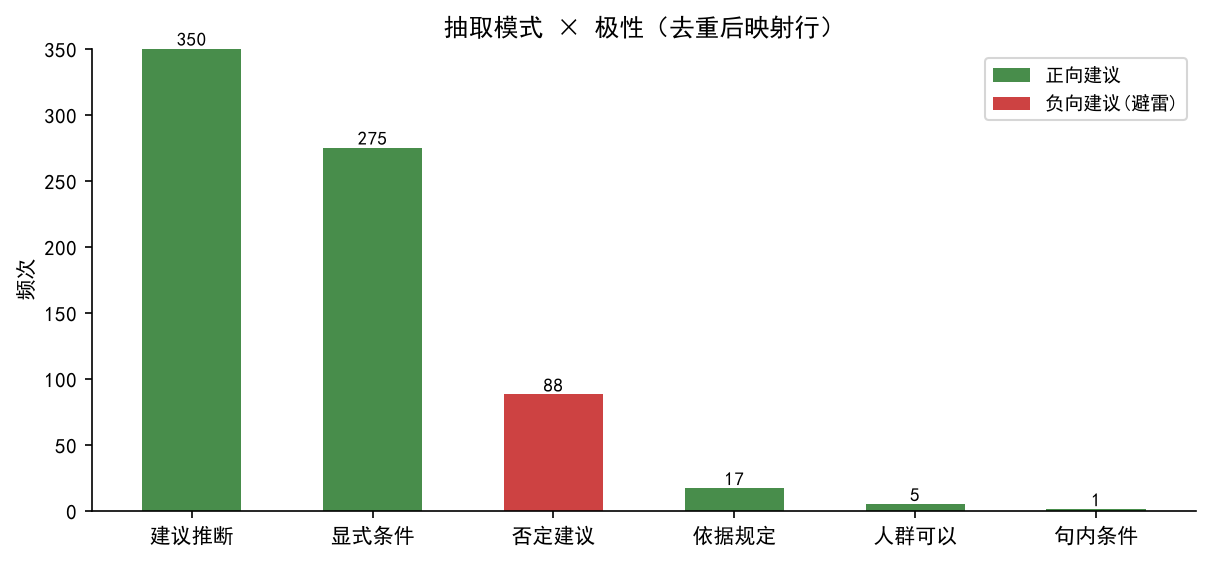 抽取模式 × 极性（去重后映射行）
正向建议
负向建议(避雷)
频次
350
300
250
200
150
100
50
0
350
275
88
17
5
1
建议推断
显式条件
否定建议
依据规定
人群可以
句内条件